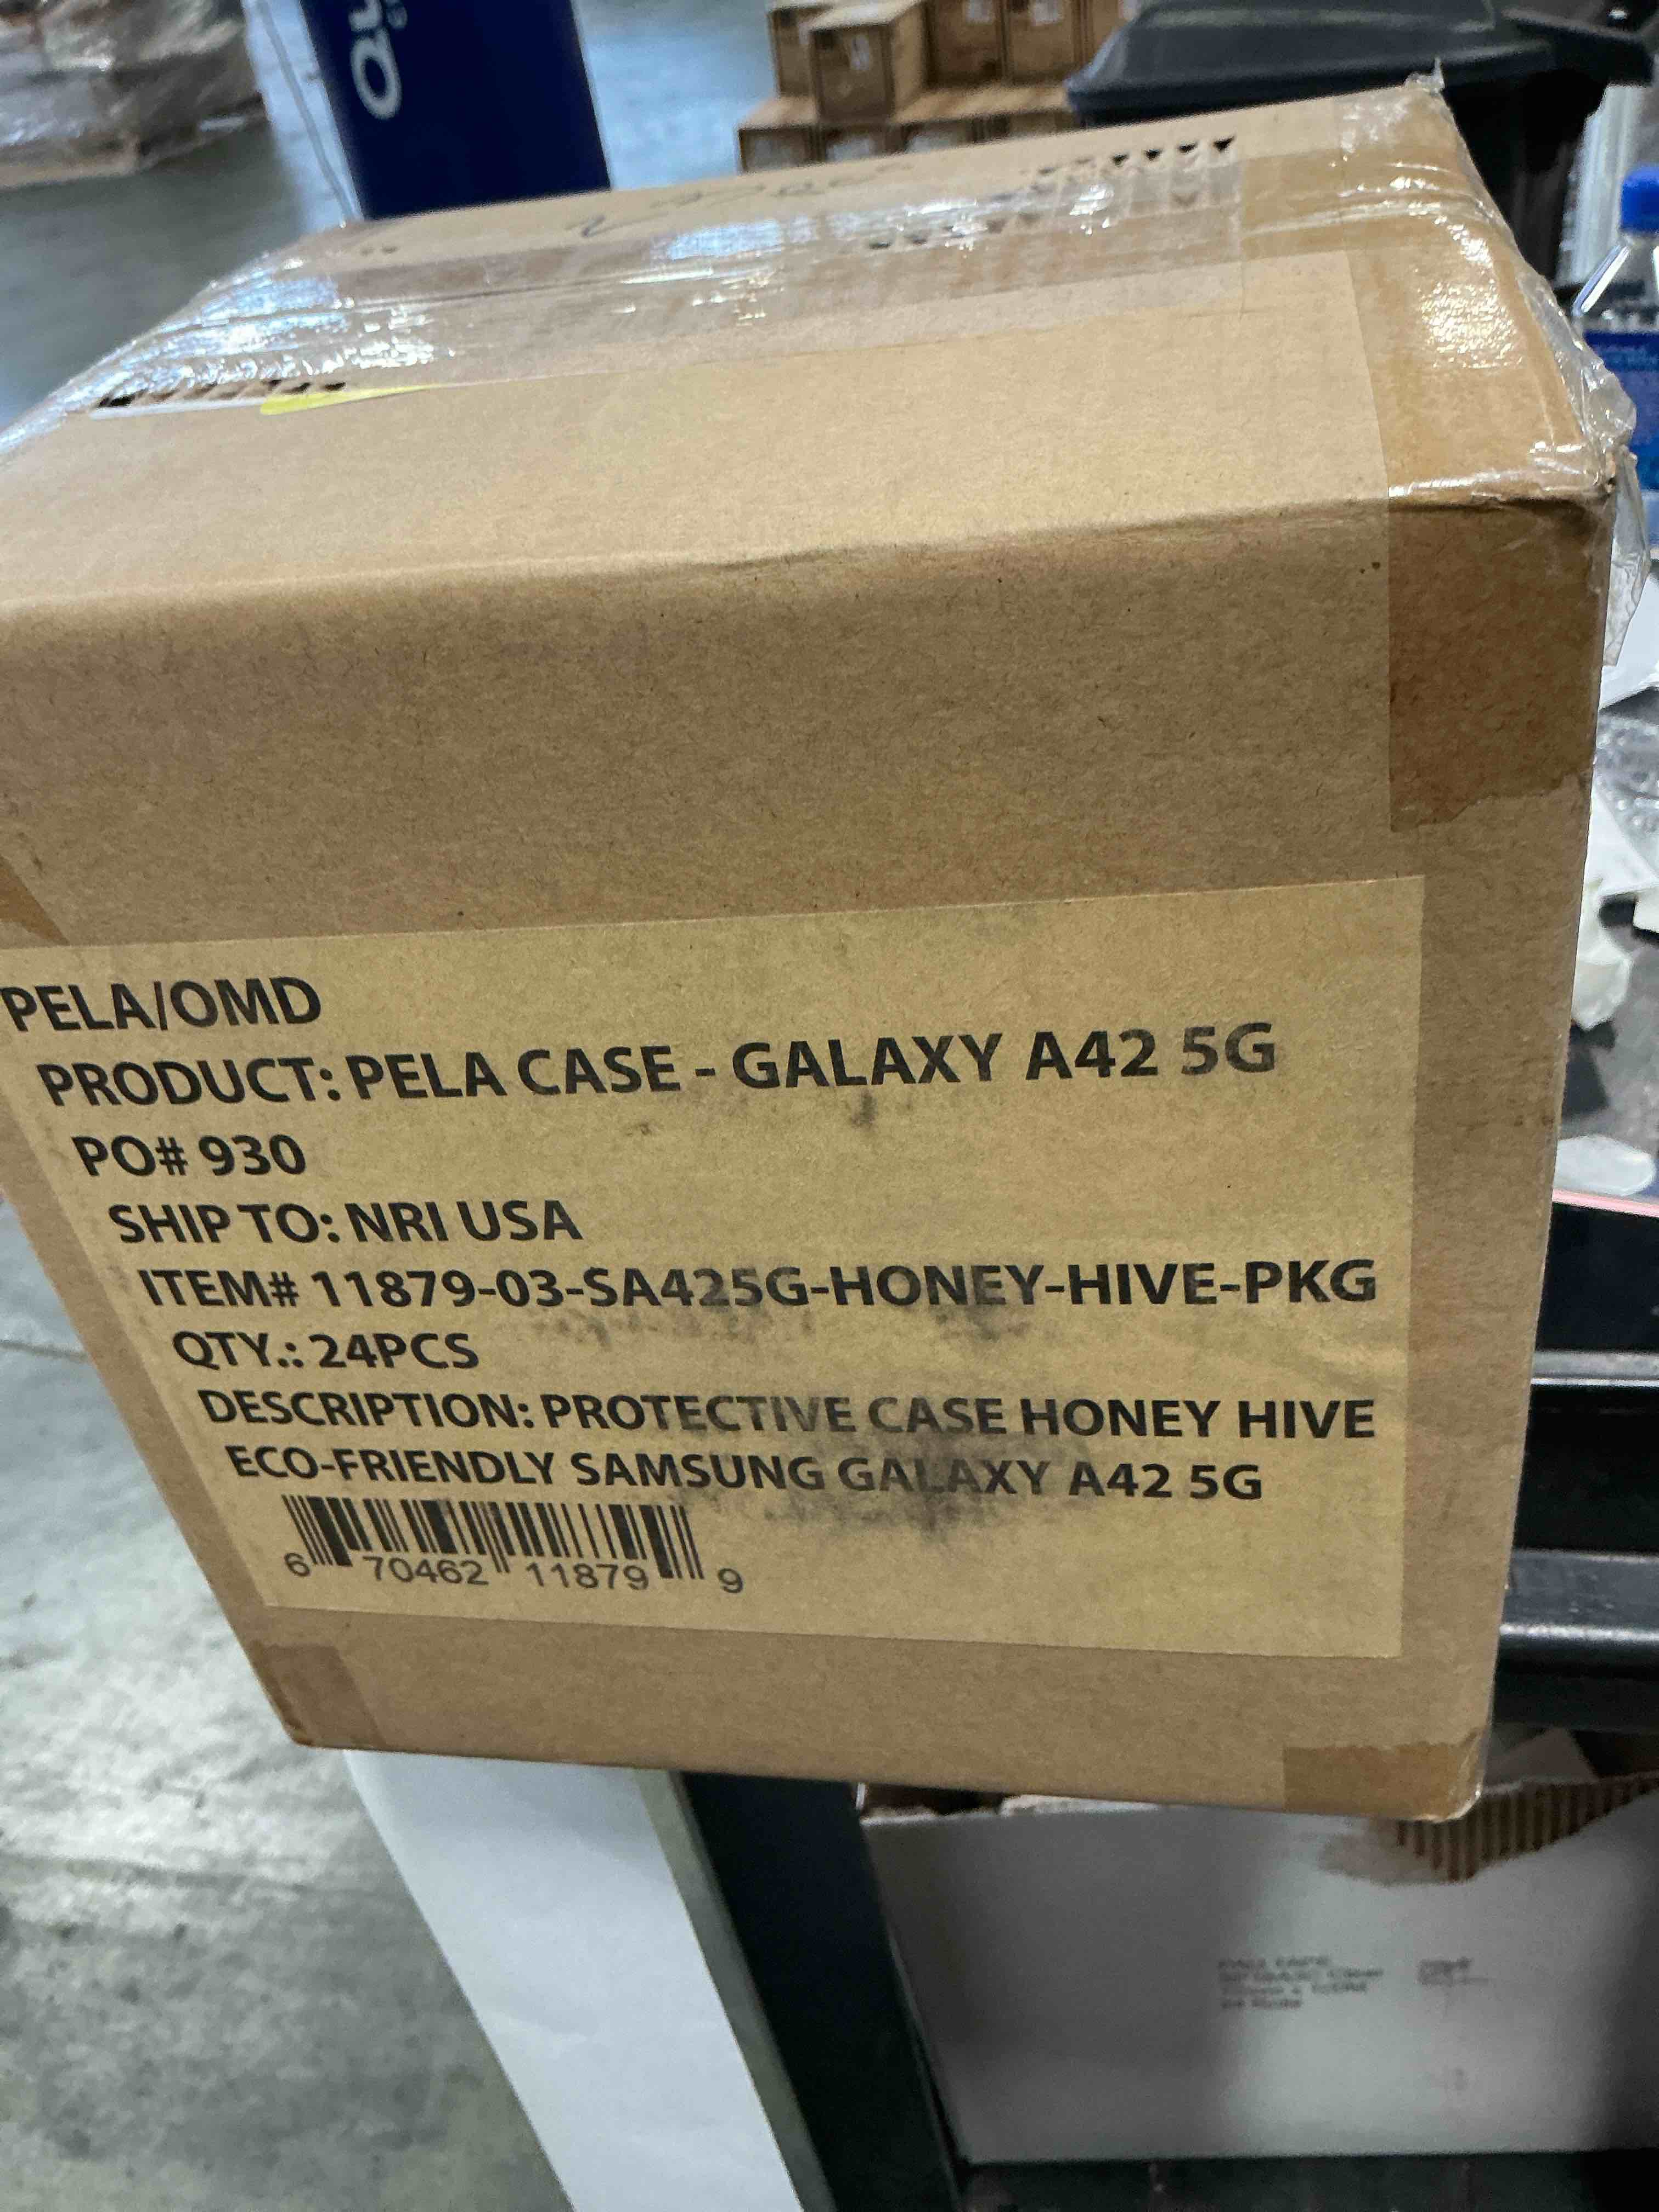 PELA/OMD
PRODUCT: PELA CASE - GALAXY A42 5G
PO# 930
SHIP TO: NRI USA
ITEM# 11879-03-SA425G-HONEY-HIVE-PKG
QTY.: 24PCS
DESCRIPTION: PROTECTIVE CASE HONEY HIVE
ECO-FRIENDLY SAMSUNG GALAXY A42 5G
6 70462 11879 9